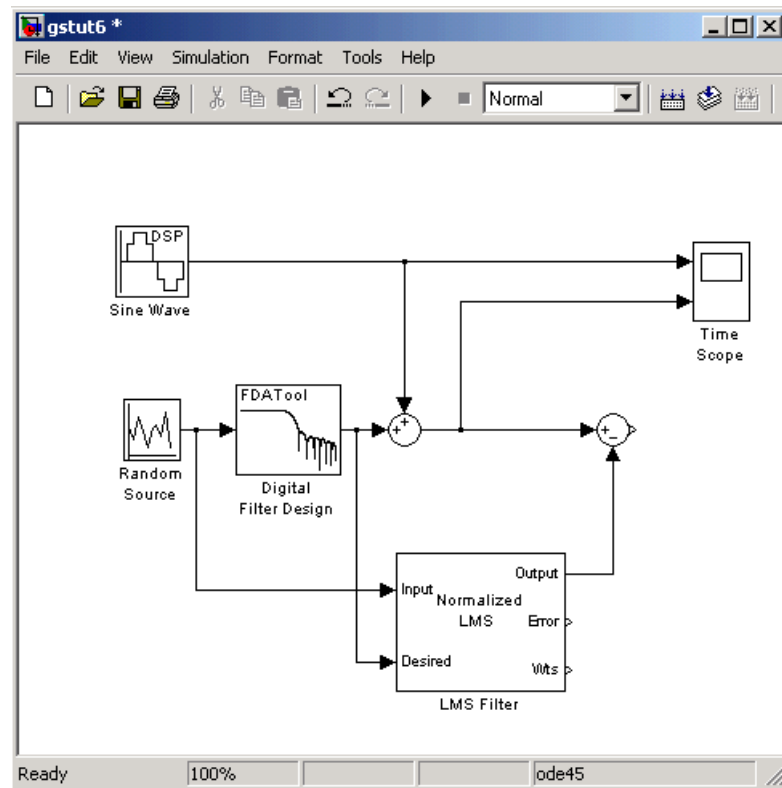 gstut6 *
File Edit View Simulation Format Tools Help
Normal
DSP
Sine Wave
Time
Scope
FDATool
Random
Source
Digital
Filter Design
+ +
+ −
Input
Desired
Normalized
LMS
Output
Error
Wts
LMS Filter
Ready 100% ode45